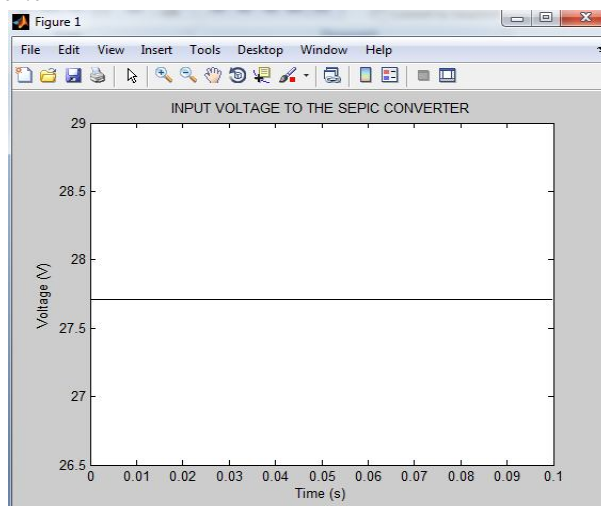 Figure 1
File Edit View Insert Tools Desktop Window Help
INPUT VOLTAGE TO THE SEPIC CONVERTER
29
28.5
28
27.5
27
26.5
Voltage (V)
0 0.01 0.02 0.03 0.04 0.05 0.06 0.07 0.08 0.09 0.1
Time (s)